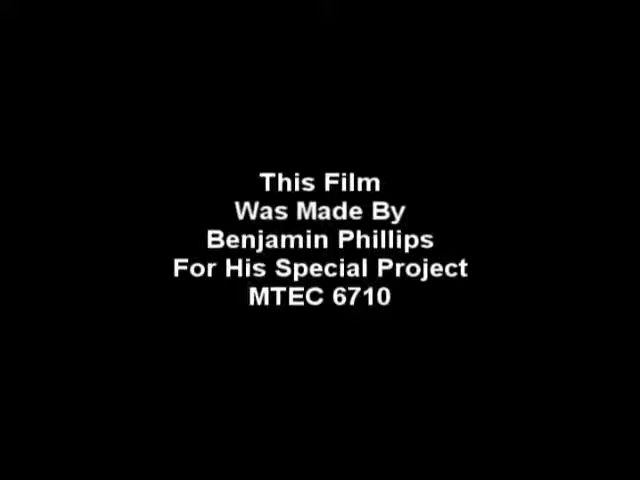 This Film
Was Made By
Benjamin Phillips
For His Special Project
MTEC 6710